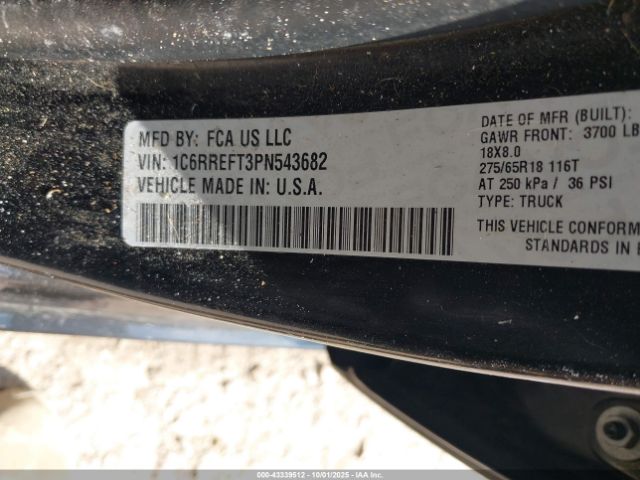 MFD BY: FCA US LLC
VIN: 1C6RREFT3PN543682
VEHICLE MADE IN: U.S.A.
DATE OF MFR (BUILT):
GAWR FRONT: 3700 LB
18X8.0
275/65R18 116T
AT 250 kPa / 36 PSI
TYPE: TRUCK
THIS VEHICLE CONFORM
STANDARDS IN
000-43339512 | 10/01/2025 | IAA Inc.